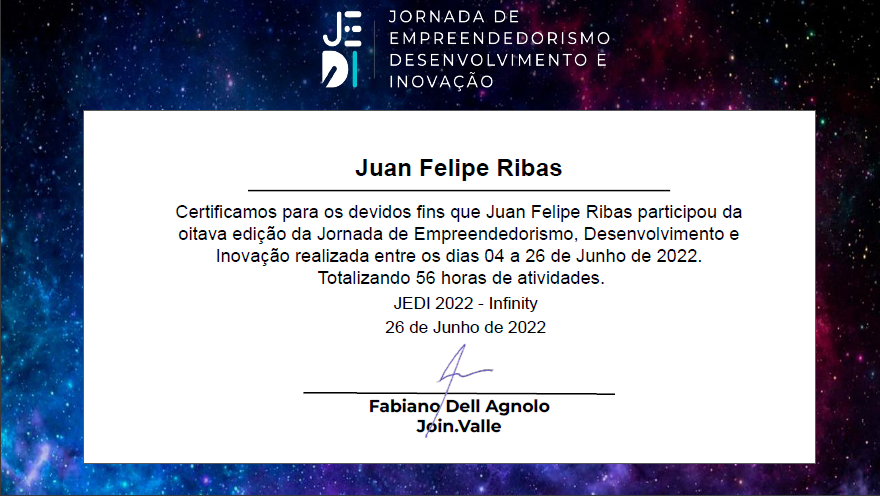 JEDI
JORNADA DE
EMPREENDEDORISMO
DESENVOLVIMENTO E
INOVAÇÃO
Juan Felipe Ribas
Certificamos para os devidos fins que Juan Felipe Ribas participou da
oitava edição da Jornada de Empreendedorismo, Desenvolvimento e
Inovação realizada entre os dias 04 a 26 de Junho de 2022.
Totalizando 56 horas de atividades.
JEDI 2022 - Infinity
26 de Junho de 2022
Fabiano Dell Agnolo
Join.Valle